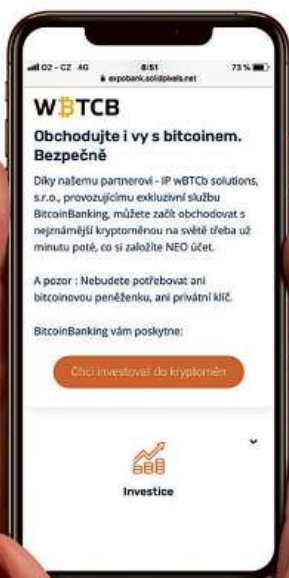 O2 - CZ 4G 8:51 73 %
expobank.solidpixels.net
WBTCB
Obchodujte i vy s bitcoinem.
Bezpečně
Díky našemu partnerovi - IP wBTCb solutions,
s.r.o., provozujícímu exkluzivní službu
BitcoinBanking, můžete začít obchodovat s
nejznámější kryptoměnou na světě třeba už
minutu poté, co si založíte NEO účet.
A pozor : Nebudete potřebovat ani
bitcoinovou peněženku, ani privátní klíč.
BitcoinBanking vám poskytne:
Chci investovat do kryptoměn
Investice